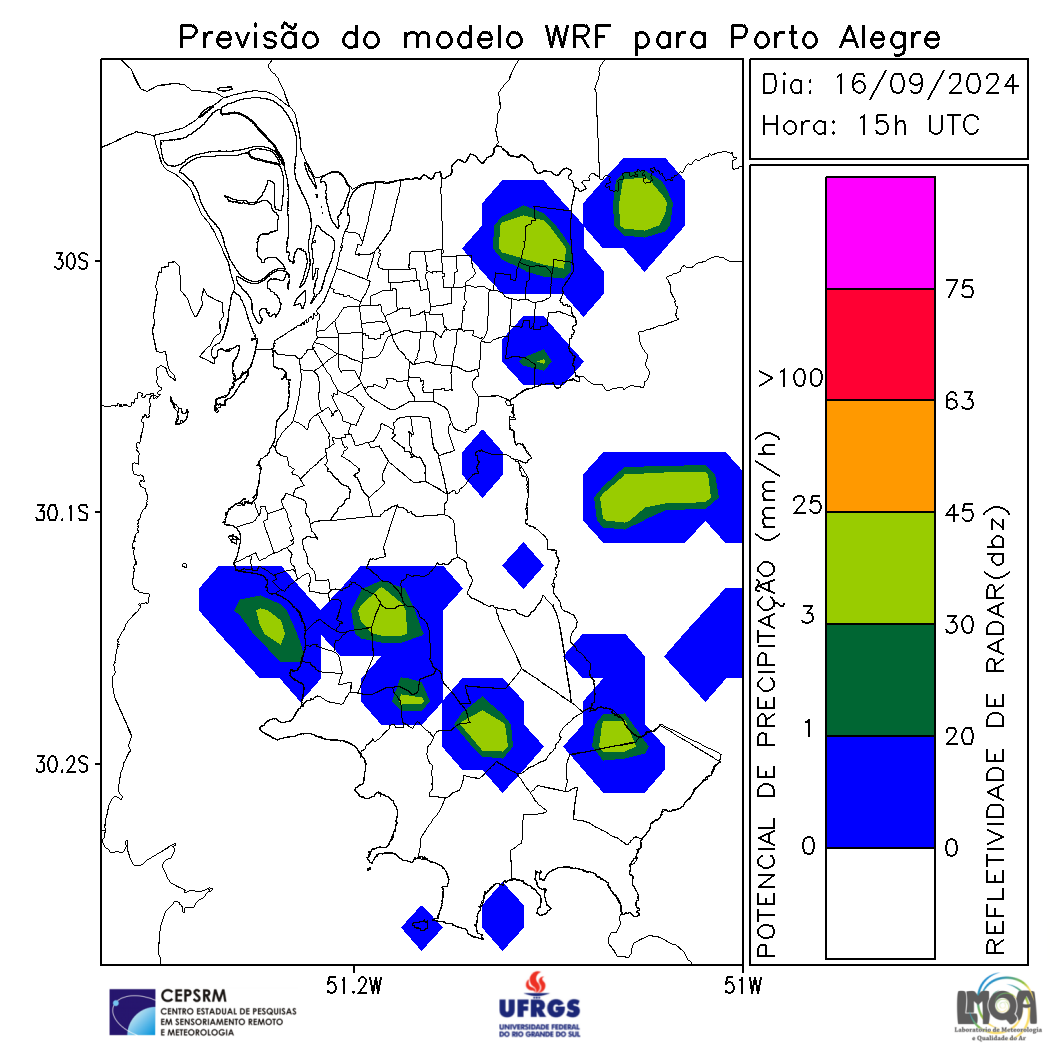 Previsão do modelo WRF para Porto Alegre
Dia: 16/09/2024
Hora: 15h UTC
30S
30.1S
30.2S
51.2W
51W
POTENCIAL DE PRECIPITAÇÃO (mm/h)
>100
25
3
1
0
75
63
45
30
20
0
REFLETIVIDADE DE RADAR(dbz)
CEPSRM
CENTRO ESTADUAL DE PESQUISAS
EM SENSORIAMENTO REMOTO
E METEOROLOGIA
UFRGS
UNIVERSIDADE FEDERAL
DO RIO GRANDE DO SUL
LMQA
Laboratório de Meteorologia
e Qualidade do Ar